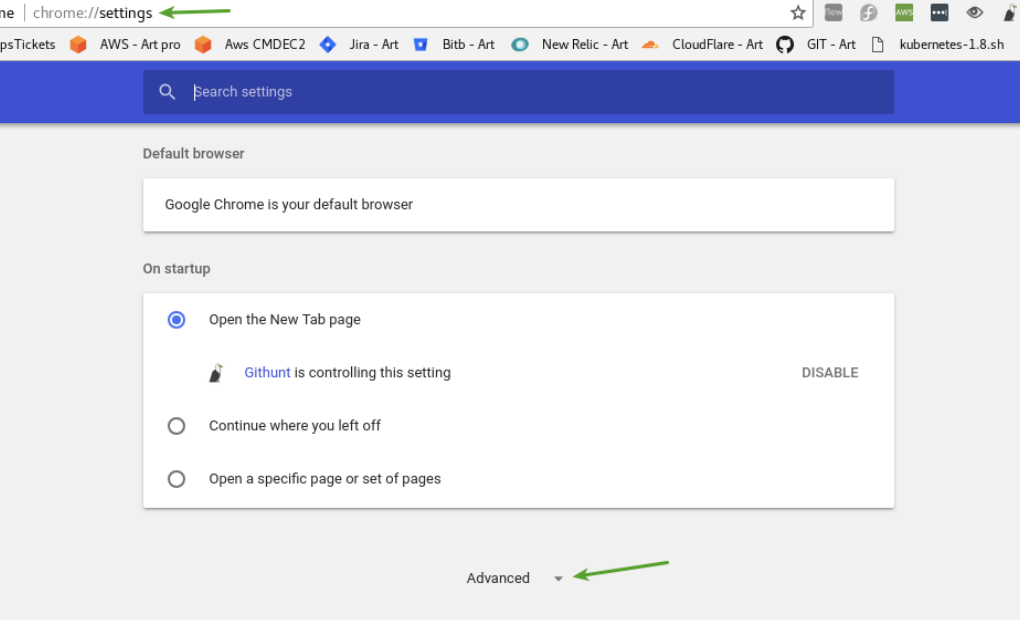 me chrome://settings
flow AWS
psTickets AWS - Art pro Aws CMDEC2 Jira - Art Bitb - Art New Relic - Art CloudFlare - Art GIT - Art kubernetes-1.8.sh
Search settings
Default browser
Google Chrome is your default browser
On startup
Open the New Tab page
Githunt is controlling this setting DISABLE
Continue where you left off
Open a specific page or set of pages
Advanced